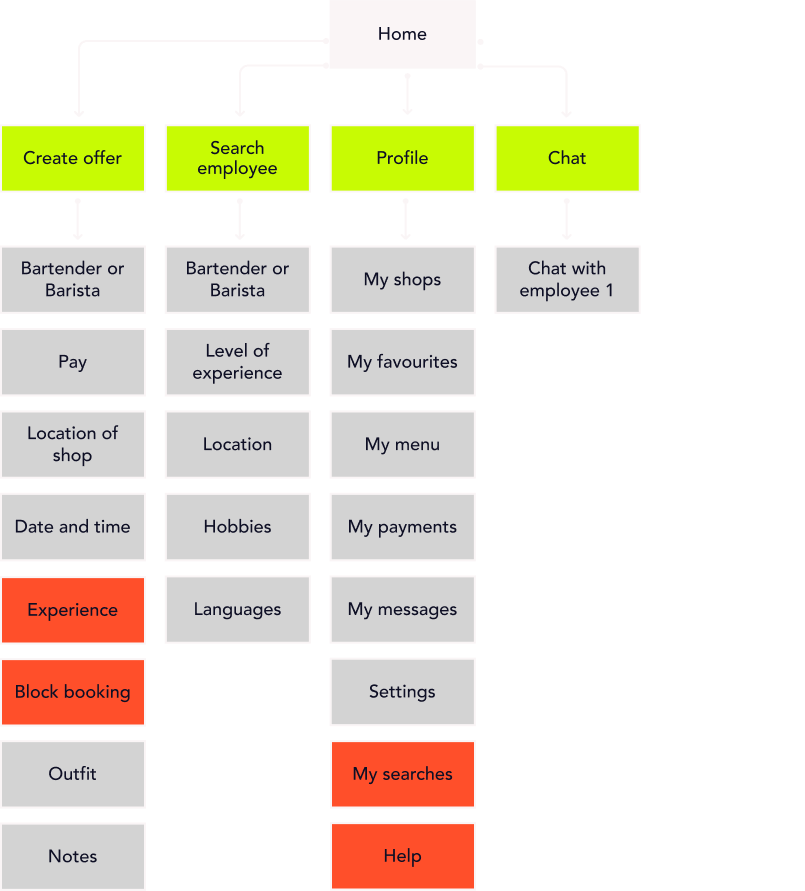 Home
Create offer
Search
employee
Profile
Chat
Bartender or
Barista
Bartender or
Barista
My shops
Chat with
employee 1
Pay
Level of
experience
My favourites
Location of
shop
Location
My menu
Date and time
Hobbies
My payments
Experience
Languages
My messages
Block booking
Settings
Outfit
My searches
Notes
Help